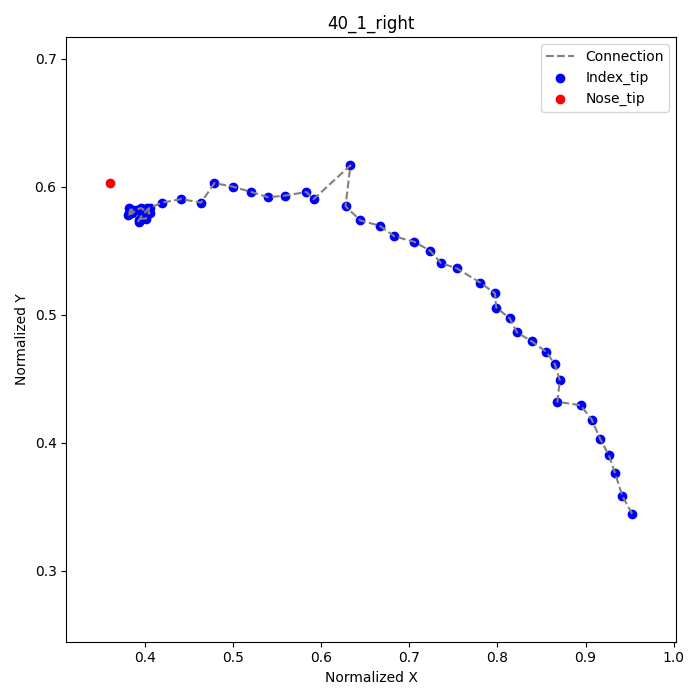 40_1_right
Connection
Index_tip
Nose_tip
0.7
0.6
0.5
0.4
0.3
Normalized Y
0.4 0.5 0.6 0.7 0.8 0.9 1.0
Normalized X